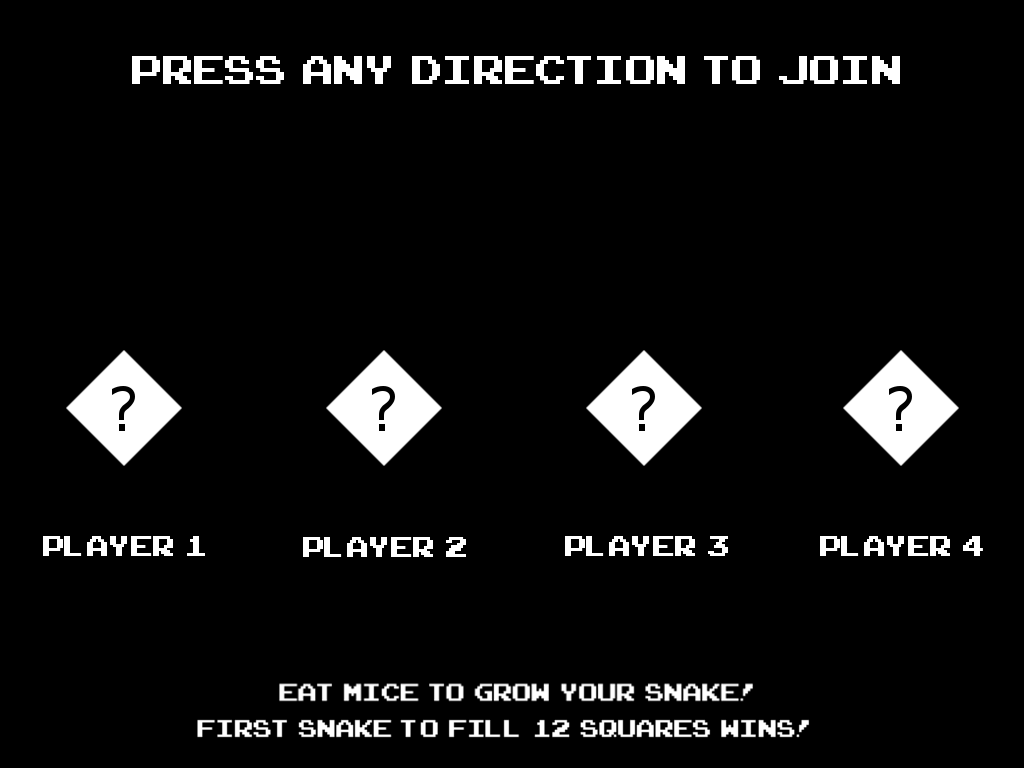 PRESS ANY DIRECTION TO JOIN
? ? ? ?
PLAYER 1 PLAYER 2 PLAYER 3 PLAYER 4
EAT MICE TO GROW YOUR SNAKE!
FIRST SNAKE TO FILL 12 SQUARES WINS!